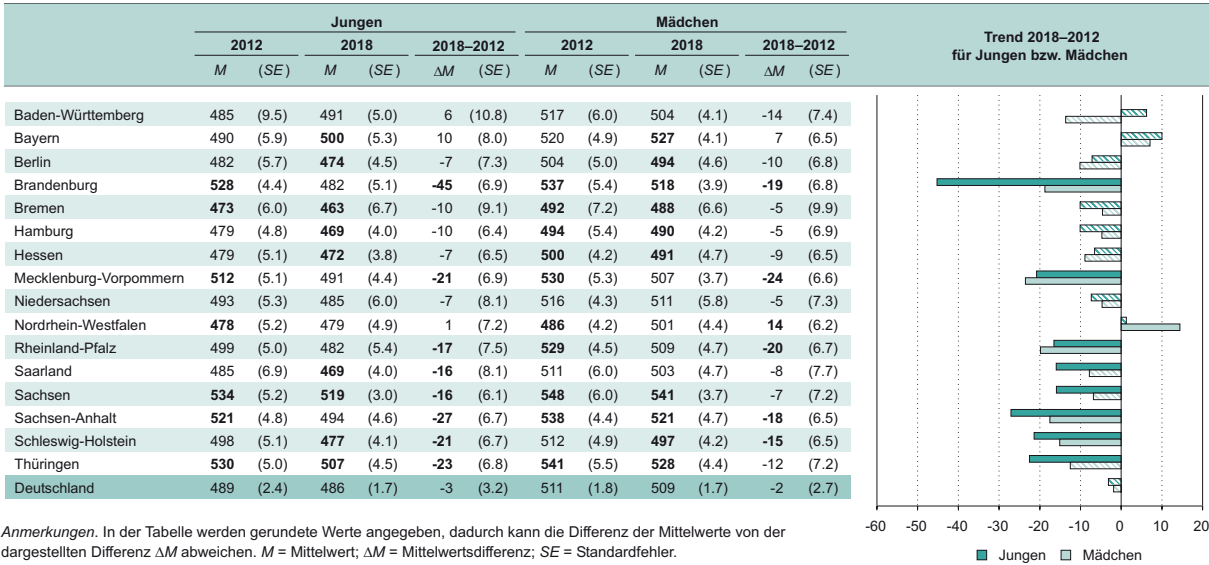 Jungen Mädchen
2012 2018 2018–2012 2012 2018 2018–2012
M (SE) M (SE) ΔM (SE) M (SE) M (SE) ΔM (SE)
Trend 2018–2012
für Jungen bzw. Mädchen
Baden-Württemberg 485 (9.5) 491 (5.0) 6 (10.8) 517 (6.0) 504 (4.1) -14 (7.4)
Bayern 490 (5.9) 500 (5.3) 10 (8.0) 520 (4.9) 527 (4.1) 7 (6.5)
Berlin 482 (5.7) 474 (4.5) -7 (7.3) 504 (5.0) 494 (4.6) -10 (6.8)
Brandenburg 528 (4.4) 482 (5.1) -45 (6.9) 537 (5.4) 518 (3.9) -19 (6.8)
Bremen 473 (6.0) 463 (6.7) -10 (9.1) 492 (7.2) 488 (6.6) -5 (9.9)
Hamburg 479 (4.8) 469 (4.0) -10 (6.4) 494 (5.4) 490 (4.2) -5 (6.9)
Hessen 479 (5.1) 472 (3.8) -7 (6.5) 500 (4.2) 491 (4.7) -9 (6.5)
Mecklenburg-Vorpommern 512 (5.1) 491 (4.4) -21 (6.9) 530 (5.3) 507 (3.7) -24 (6.6)
Niedersachsen 493 (5.3) 485 (6.0) -7 (8.1) 516 (4.3) 511 (5.8) -5 (7.3)
Nordrhein-Westfalen 478 (5.2) 479 (4.9) 1 (7.2) 486 (4.2) 501 (4.4) 14 (6.2)
Rheinland-Pfalz 499 (5.0) 482 (5.4) -17 (7.5) 529 (4.5) 509 (4.7) -20 (6.7)
Saarland 485 (6.9) 469 (4.0) -16 (8.1) 511 (6.0) 503 (4.7) -8 (7.7)
Sachsen 534 (5.2) 519 (3.0) -16 (6.1) 548 (6.0) 541 (3.7) -7 (7.2)
Sachsen-Anhalt 521 (4.8) 494 (4.6) -27 (6.7) 538 (4.4) 521 (4.7) -18 (6.5)
Schleswig-Holstein 498 (5.1) 477 (4.1) -21 (6.7) 512 (4.9) 497 (4.2) -15 (6.5)
Thüringen 530 (5.0) 507 (4.5) -23 (6.8) 541 (5.5) 528 (4.4) -12 (7.2)
Deutschland 489 (2.4) 486 (1.7) -3 (3.2) 511 (1.8) 509 (1.7) -2 (2.7)
-60 -50 -40 -30 -20 -10 0 10 20
Jungen Mädchen
Anmerkungen. In der Tabelle werden gerundete Werte angegeben, dadurch kann die Differenz der Mittelwerte von der
dargestellten Differenz ΔM abweichen. M = Mittelwert; ΔM = Mittelwertsdifferenz; SE = Standardfehler.